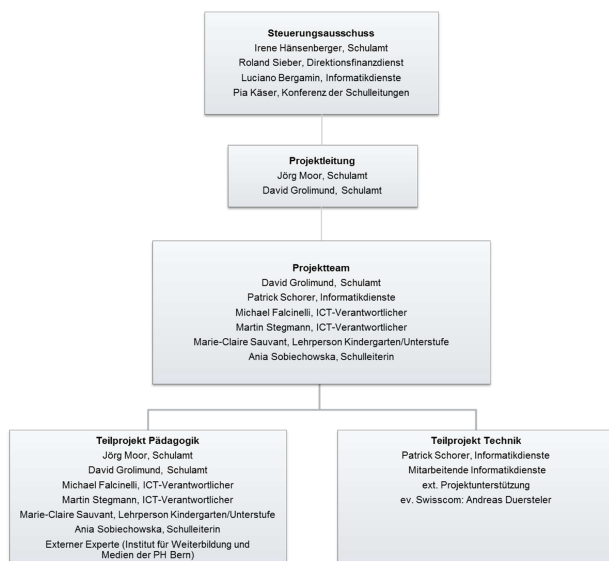 Steuerungsausschuss
Irene Hänsenberger, Schulamt
Roland Sieber, Direktionsfinanzdienst
Luciano Bergamin, Informatikdienste
Pia Käser, Konferenz der Schulleitungen
Projektleitung
Jörg Moor, Schulamt
David Grolimund, Schulamt
Projektteam
David Grolimund, Schulamt
Patrick Schorer, Informatikdienste
Michael Falcinelli, ICT-Verantwortlicher
Martin Stegmann, ICT-Verantwortlicher
Marie-Claire Sauvant, Lehrperson Kindergarten/Unterstufe
Ania Sobiechowska, Schulleiterin
Teilprojekt Pädagogik
Jörg Moor, Schulamt
David Grolimund, Schulamt
Michael Falcinelli, ICT-Verantwortlicher
Martin Stegmann, ICT-Verantwortlicher
Marie-Claire Sauvant, Lehrperson Kindergarten/Unterstufe
Ania Sobiechowska, Schulleiterin
Externer Experte (Institut für Weiterbildung und
Medien der PH Bern)
Teilprojekt Technik
Patrick Schorer, Informatikdienste
Mitarbeitende Informatikdienste
ext. Projektunterstützung
ev. Swisscom: Andreas Duersteler